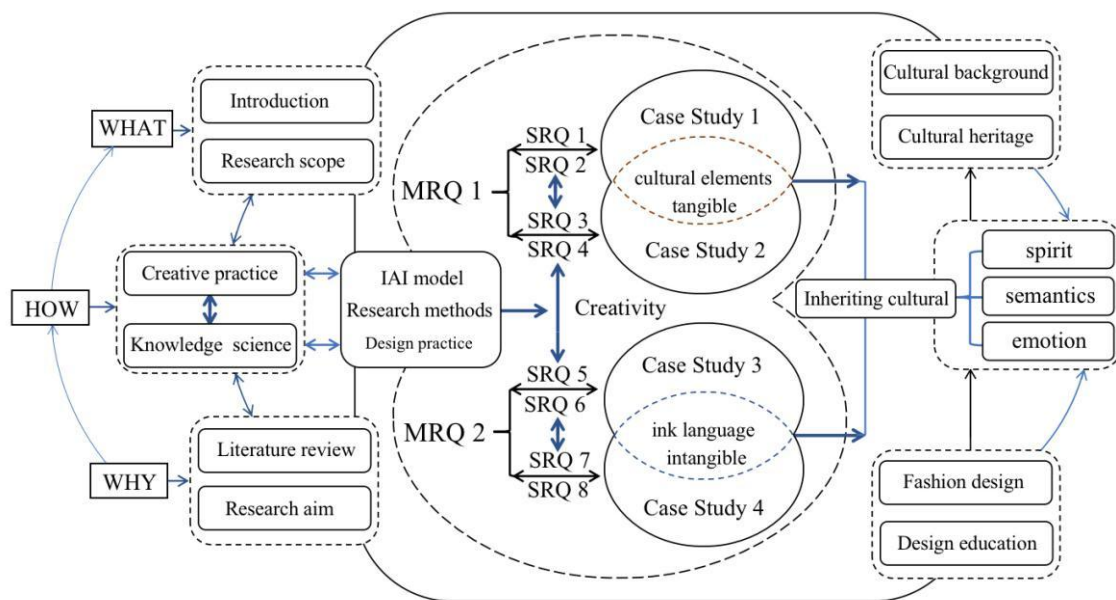 WHAT
Introduction
Research scope
HOW
Creative practice
Knowledge science
WHY
Literature review
Research aim
IAI model
Research methods
Design practice
MRQ 1
SRQ 1
SRQ 2
SRQ 3
SRQ 4
Creativity
MRQ 2
SRQ 5
SRQ 6
SRQ 7
SRQ 8
Case Study 1
cultural elements
tangible
Case Study 2
Case Study 3
ink language
intangible
Case Study 4
Cultural background
Cultural heritage
Inheriting cultural
spirit
semantics
emotion
Fashion design
Design education